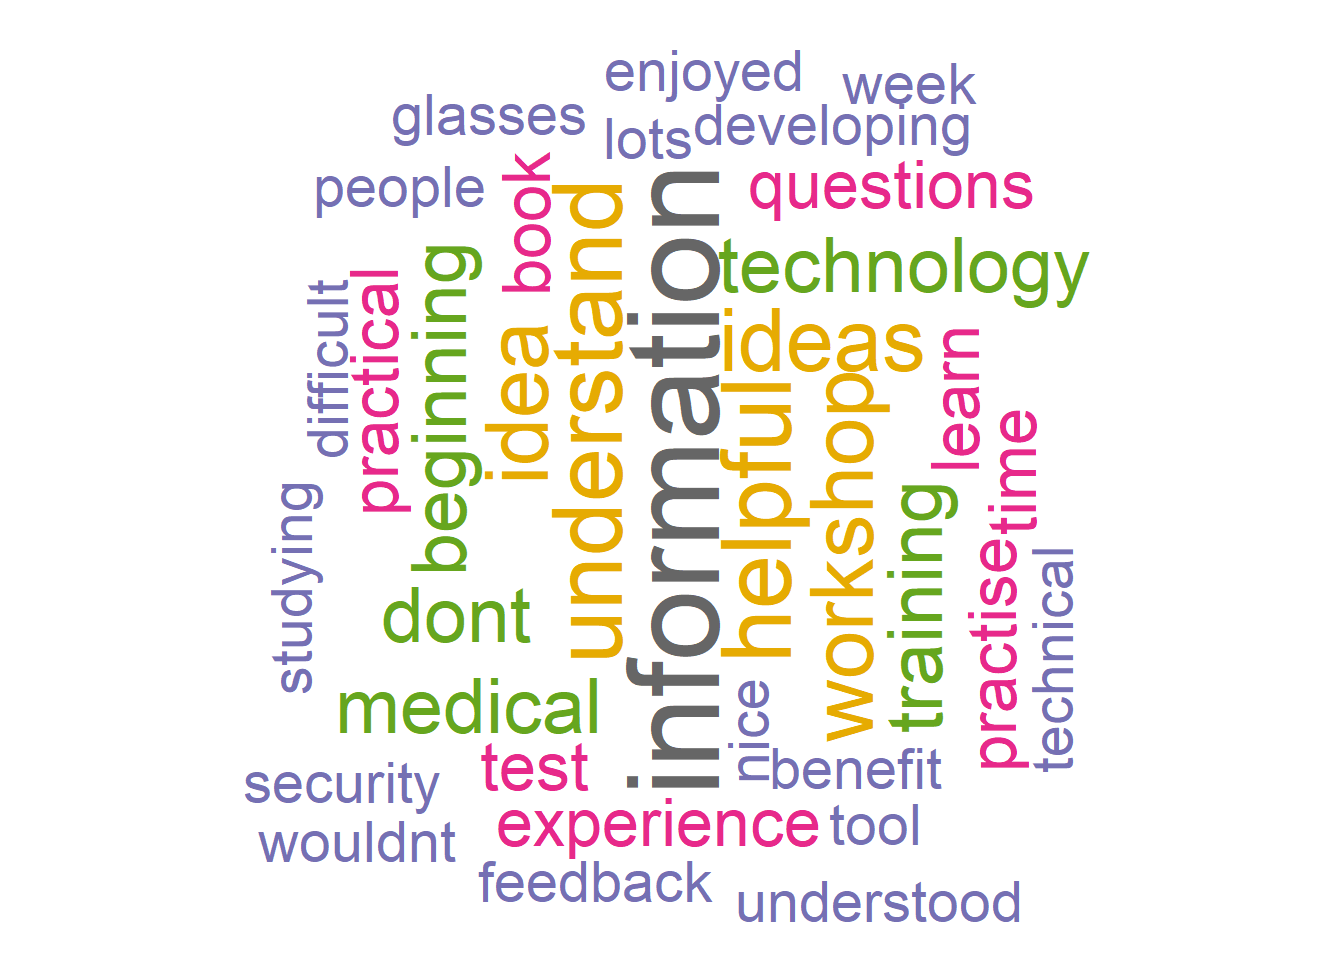 enjoyed
week
glasses
lots
developing
people
book
questions
understand
information
technology
difficult
practical
beginning
idea
ideas
learn
helpful
workshop
time
studying
dont
training
practise
technical
medical
nice
test
security
benefit
experience
tool
wouldnt
feedback
understood